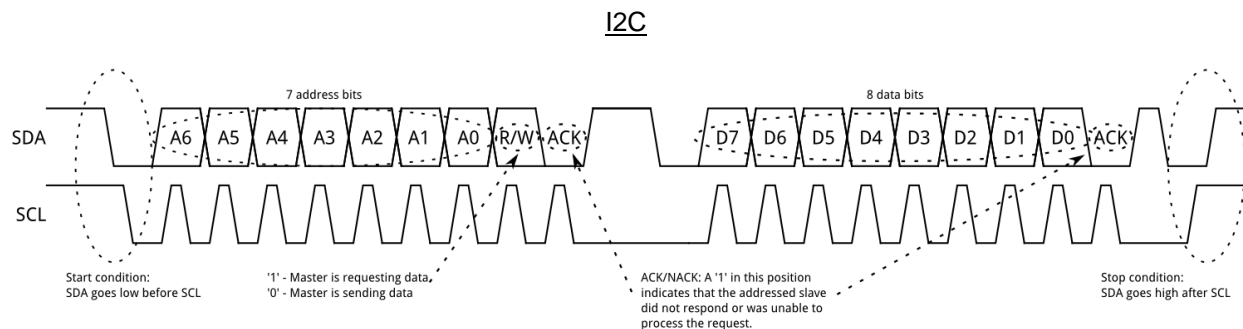 I2C
7 address bits
8 data bits
SDA
A6 A5 A4 A3 A2 A1 A0 R/W ACK
D7 D6 D5 D4 D3 D2 D1 D0 ACK
SCL
Start condition:
SDA goes low before SCL
'1' - Master is requesting data
'0' - Master is sending data
ACK/NACK: A '1' in this position
indicates that the addressed slave
did not respond or was unable to
process the request.
Stop condition:
SDA goes high after SCL